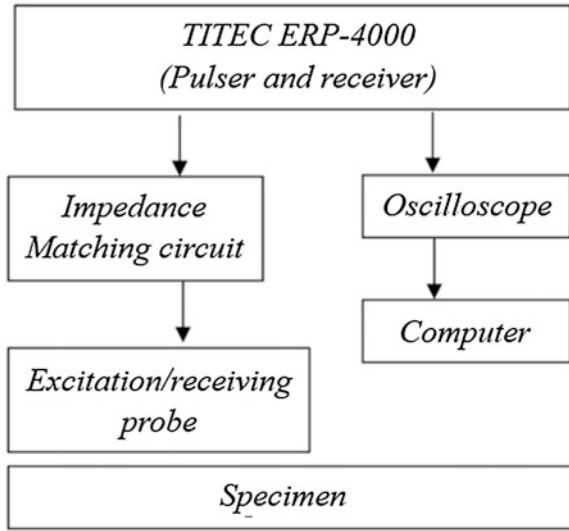 TITEC ERP-4000
(Pulser and receiver)
Impedance
Matching circuit
Oscilloscope
Computer
Excitation/receiving
probe
Specimen